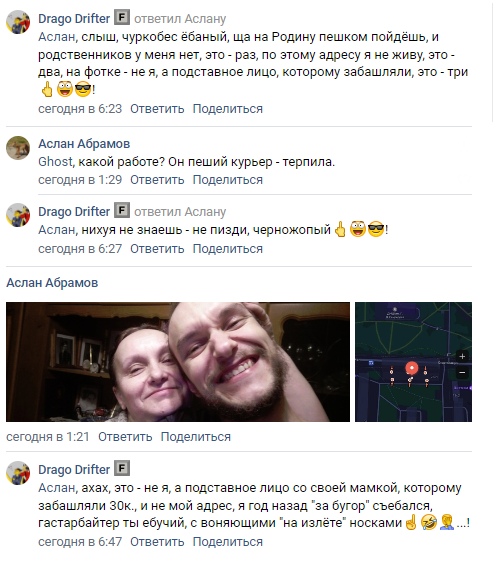 Drago Drifter F ответил Аслану
Аслан, слыш, чуркобес ёбаный, ща на Родину пешком пойдёшь, и
родственников у меня нет, это - раз, по этому адресу я не живу, это -
два, на фотке - не я, а подставное лицо, которому забашляли, это - три
🖕😲😎!
сегодня в 6:23 Ответить Поделиться
Аслан Абрамов
Ghost, какой работе? Он пеший курьер - терпила.
сегодня в 1:29 Ответить Поделиться
Drago Drifter F ответил Аслану
Аслан, нихуя не знаешь - не пизди, черножопый 🖕😲😎!
сегодня в 6:27 Ответить Поделиться
Аслан Абрамов
сегодня в 1:21 Ответить Поделиться
Drago Drifter F
Аслан, ахах, это - не я, а подставное лицо со своей мамкой, которому
забашляли 30к., и не мой адрес, я год назад "за бугор" съебался,
гастарбайтер ты ебучий, с воняющими "на излёте" носками ☝🤣🤦...!
сегодня в 6:47 Ответить Поделиться